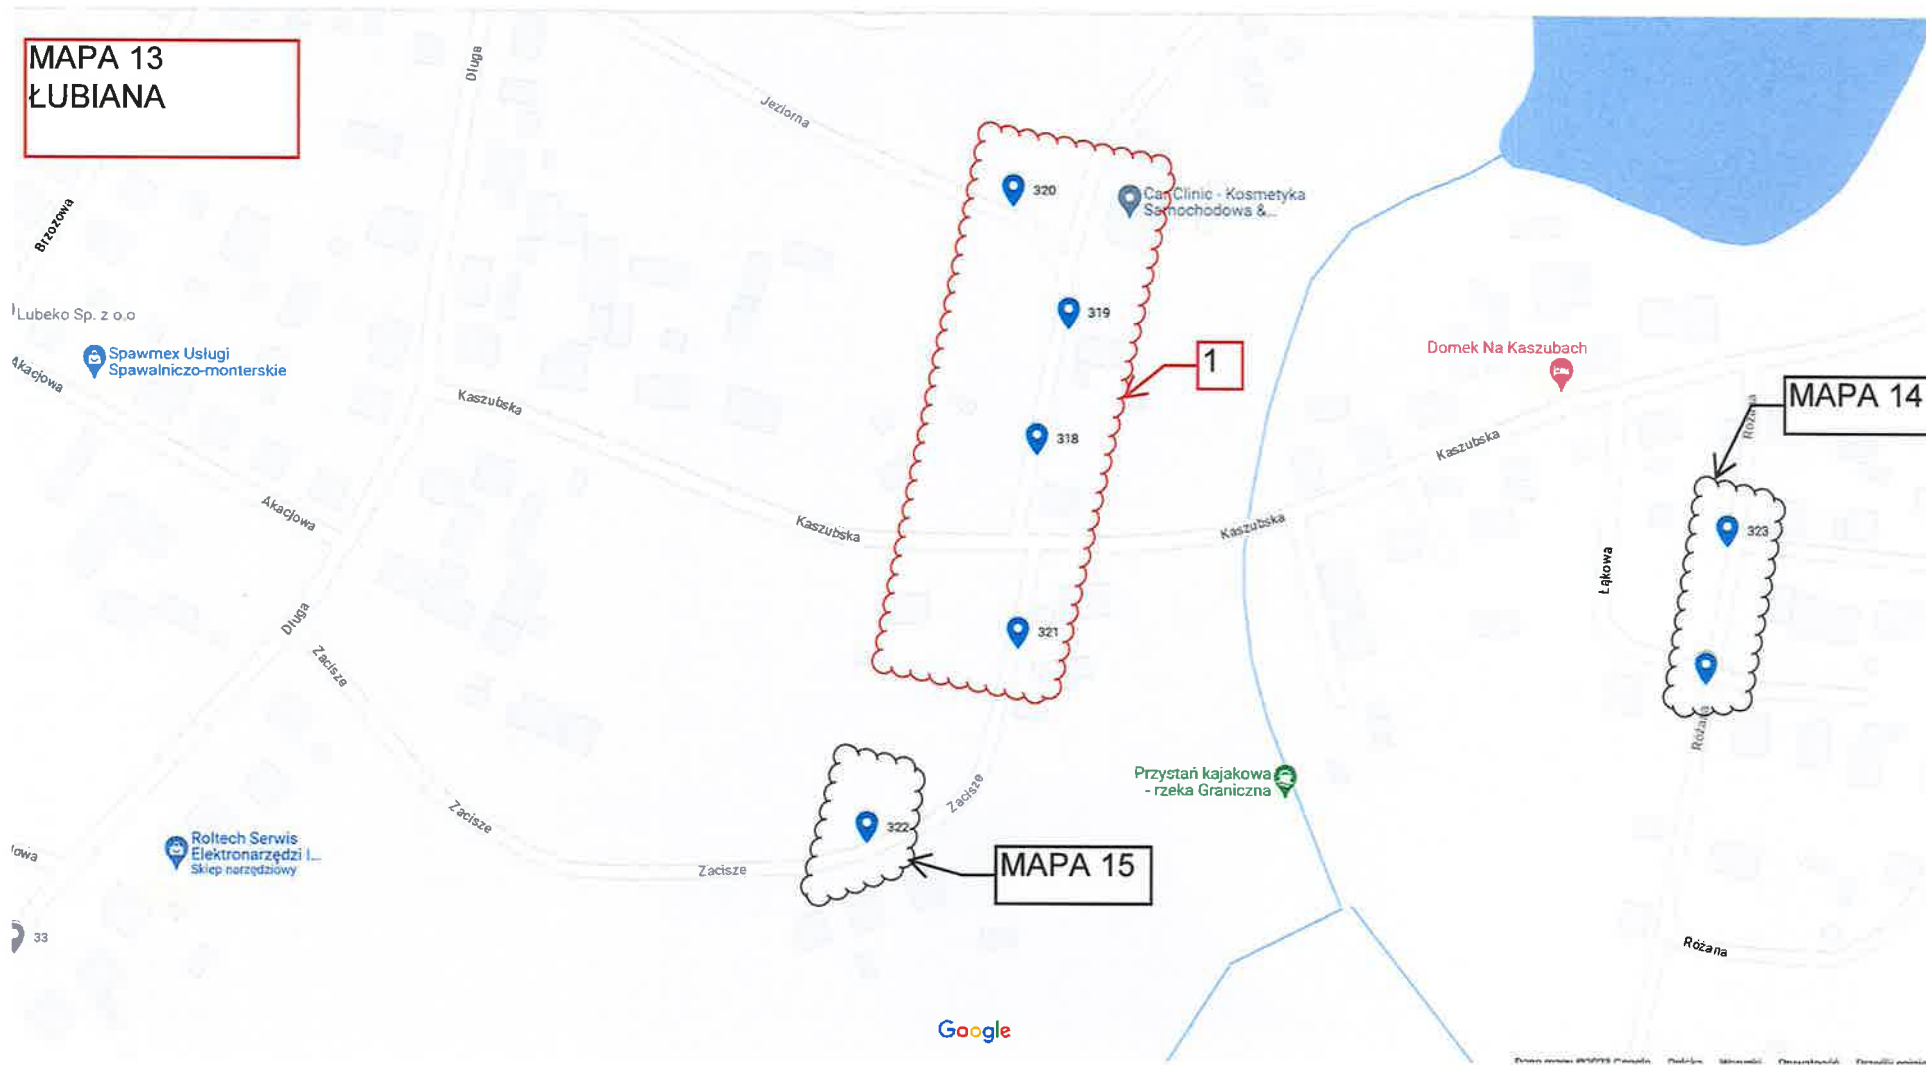 MAPA 13
ŁUBIANA
Długa
Jeziorna
320
Car Clinic - Kosmetyka
Samochodowa &...
Brzozowa
319
Lubeko Sp. z o.o
Spawmex Usługi
Spawalniczo-monterskie
Akacjowa
1
Domek Na Kaszubach
MAPA 14
Różana
Kaszubska
318
Kaszubska
Akacjowa
Kaszubska
Kaszubska
323
Łąkowa
Długa
321
Zacisze
Różana
Przystań kajakowa
- rzeka Graniczna
Zacisze
Zacisze
322
Roltech Serwis
Elektronarzędzi I...
Sklep narzędziowy
MAPA 15
Zacisze
33
Różana
Google